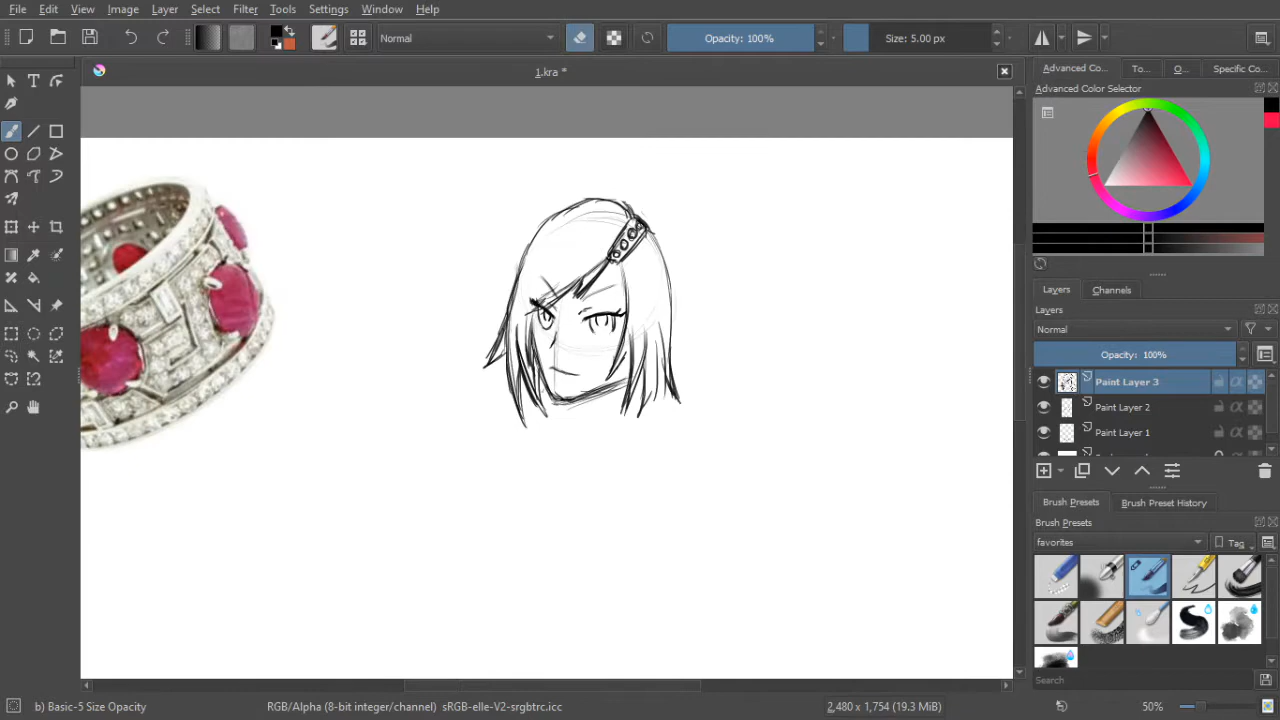 File Edit View Image Layer Select Filter Tools Settings Window Help
Normal Opacity: 100% Size: 5.00 px
1.kra *
Advanced Co... To... O... Specific Co...
Advanced Color Selector
Layers Channels
Layers
Normal
Opacity: 100%
Paint Layer 3
Paint Layer 2
Paint Layer 1
Brush Presets Brush Preset History
Brush Presets
favorites Tag
Search
b) Basic-5 Size Opacity RGB/Alpha (8-bit integer/channel) sRGB-elle-V2-srgbtrc.icc 2,480 x 1,754 (19.3 MiB) 50%